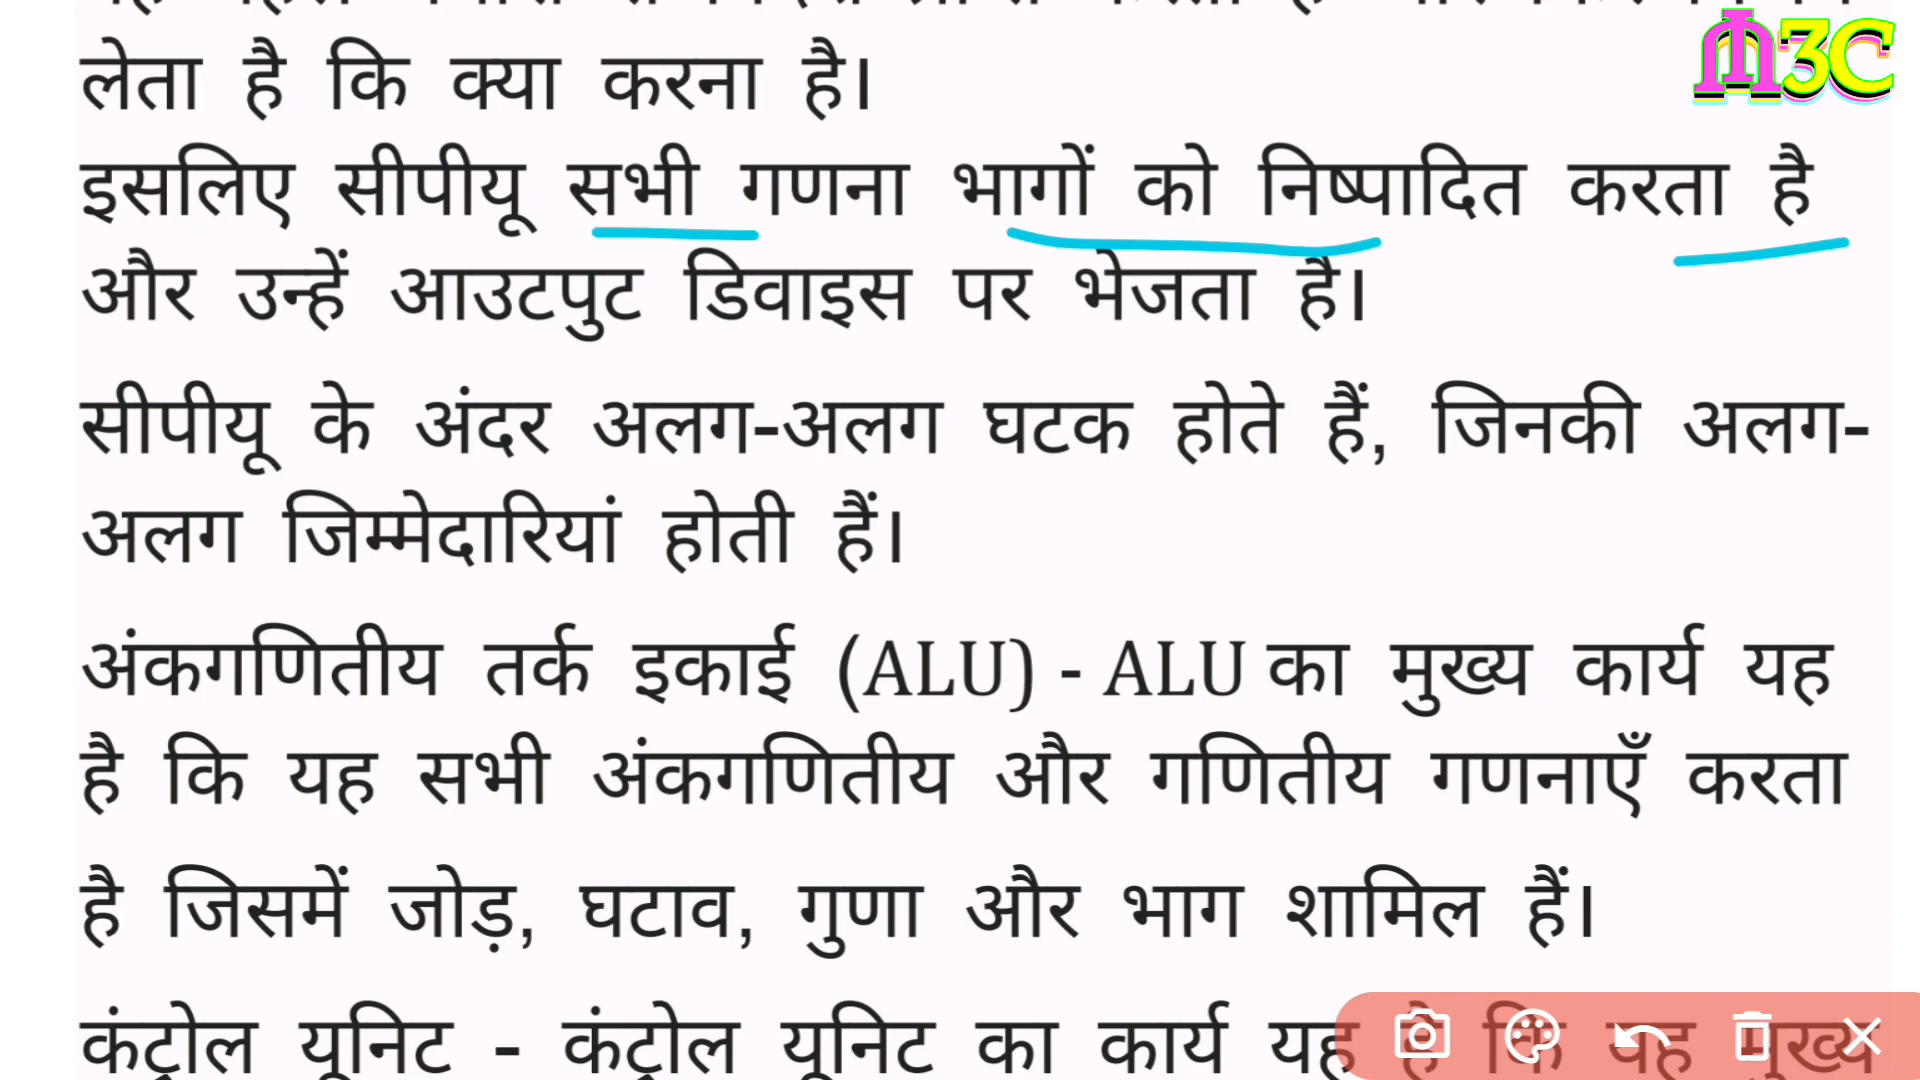 लेता है कि क्या करना है।
इसलिए सीपीयू सभी गणना भागों को निष्पादित करता है
और उन्हें आउटपुट डिवाइस पर भेजता है।
सीपीयू के अंदर अलग-अलग घटक होते हैं, जिनकी अलग-
अलग जिम्मेदारियां होती हैं।
अंकगणितीय तर्क इकाई (ALU) - ALU का मुख्य कार्य यह
है कि यह सभी अंकगणितीय और गणितीय गणनाएँ करता
है जिसमें जोड़, घटाव, गुणा और भाग शामिल हैं।
कंट्रोल यूनिट - कंट्रोल यूनिट का कार्य यह है कि वह मुख्य